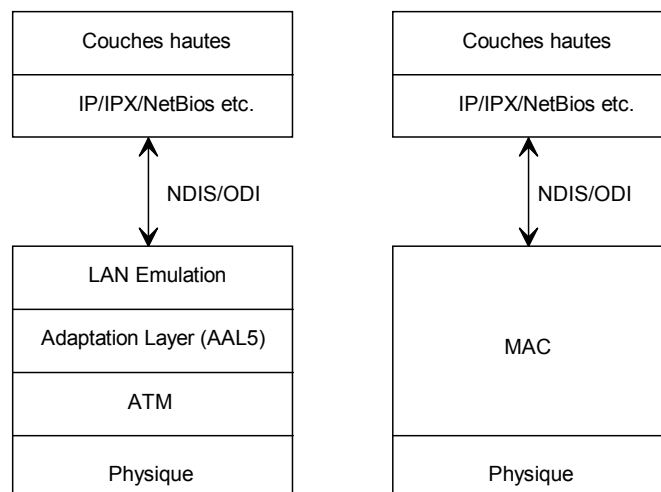 Couches hautes
IP/IPX/NetBios etc.
NDIS/ODI
LAN Emulation
Adaptation Layer (AAL5)
ATM
Physique
Couches hautes
IP/IPX/NetBios etc.
NDIS/ODI
MAC
Physique